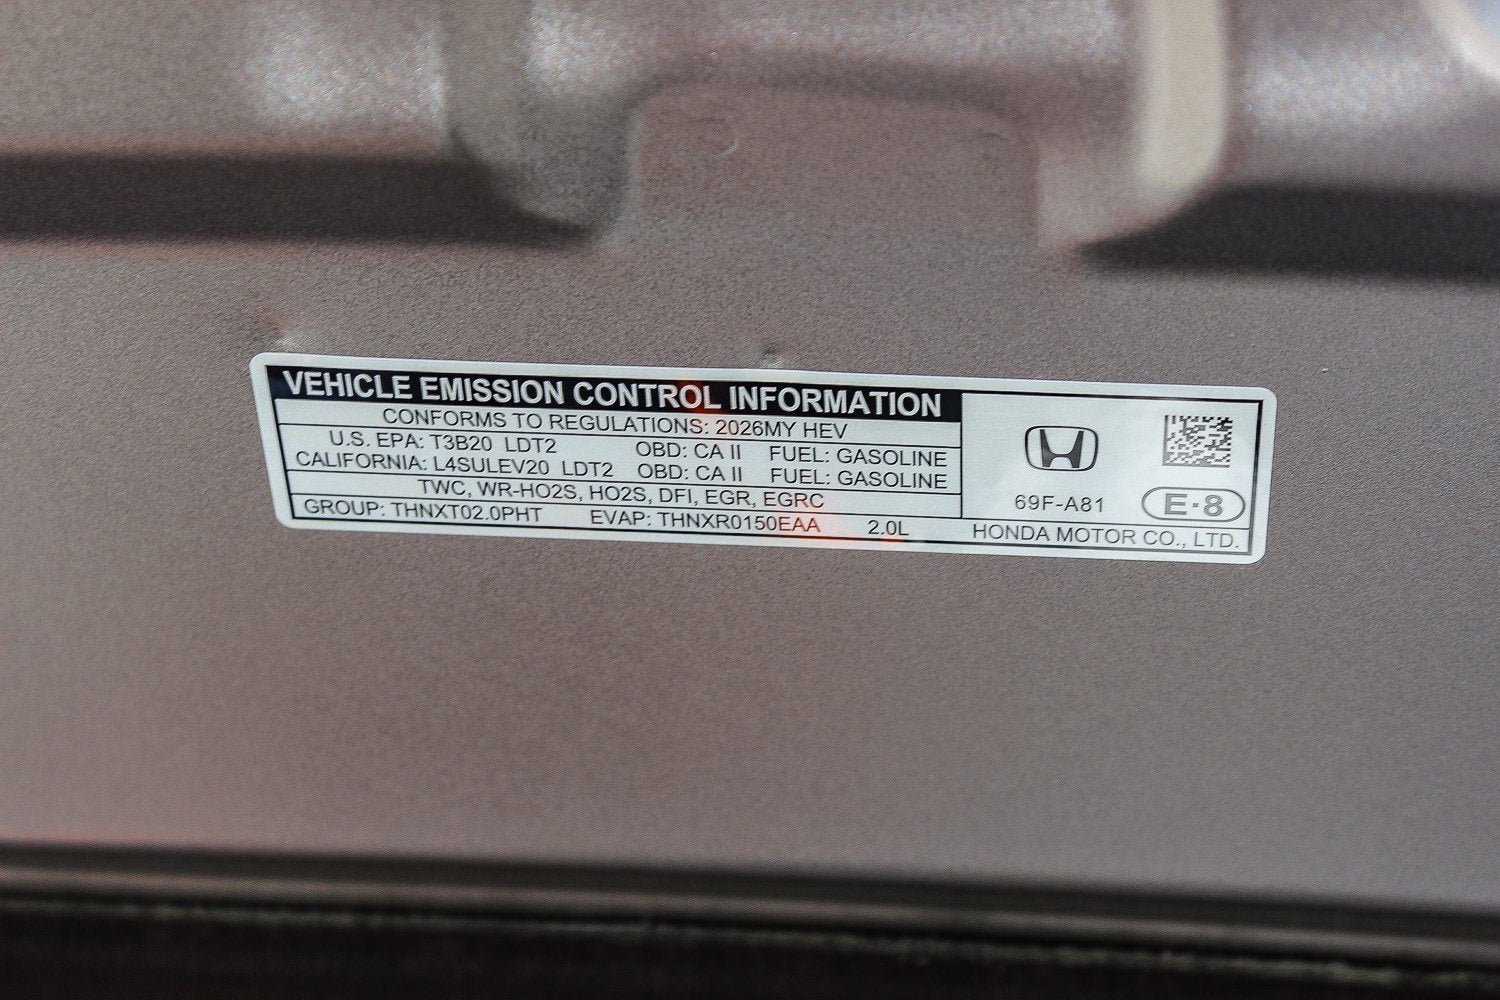 VEHICLE EMISSION CONTROL INFORMATION
CONFORMS TO REGULATIONS: 2026MY HEV
U.S. EPA: T3B20 LDT2 OBD: CA II FUEL: GASOLINE
CALIFORNIA: L4SULEV20 LDT2 OBD: CA II FUEL: GASOLINE
TWC, WR-HO2S, HO2S, DFI, EGR, EGRC
GROUP: THNXT02.0PHT EVAP: THNXR0150EAA 2.0L
69F-A81
E·8
HONDA MOTOR CO., LTD.